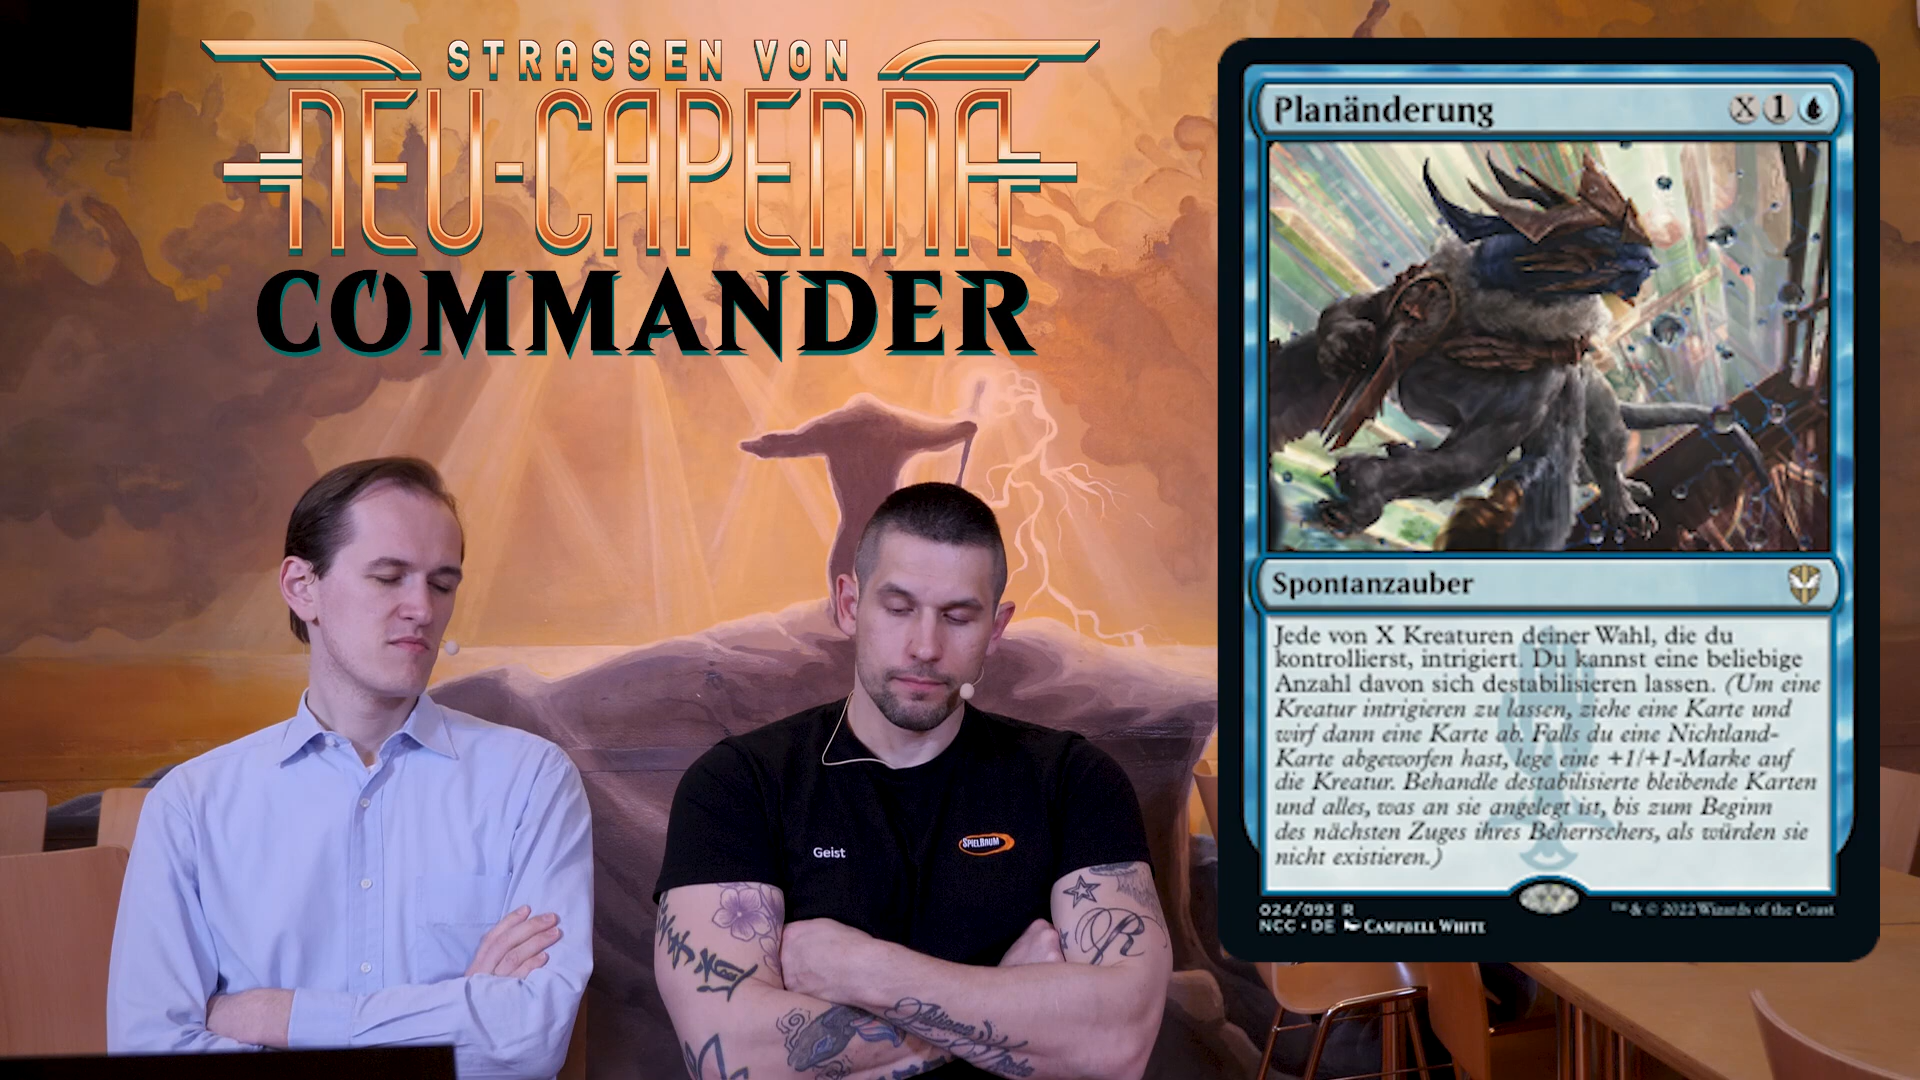 STRASSEN VON
NEU-CAPENNA
COMMANDER
Planänderung
X 1
Spontanzauber
Jede von X Kreaturen deiner Wahl, die du
kontrollierst, intrigiert. Du kannst eine beliebige
Anzahl davon sich destabilisieren lassen. (Um eine
Kreatur intrigieren zu lassen, ziehe eine Karte und
wirf dann eine Karte ab. Falls du eine Nichtland-
Karte abgeworfen hast, lege eine +1/+1-Marke auf
die Kreatur. Behandle destabilisierte bleibende Karten
und alles, was an sie angelegt ist, bis zum Beginn
des nächsten Zuges ihres Beherrschers, als würden sie
nicht existieren.)
024/093 R
NCC • DE CAMPBELL WHITE
™ & © 2022 Wizards of the Coast
Geist
SPIELRAUM
R